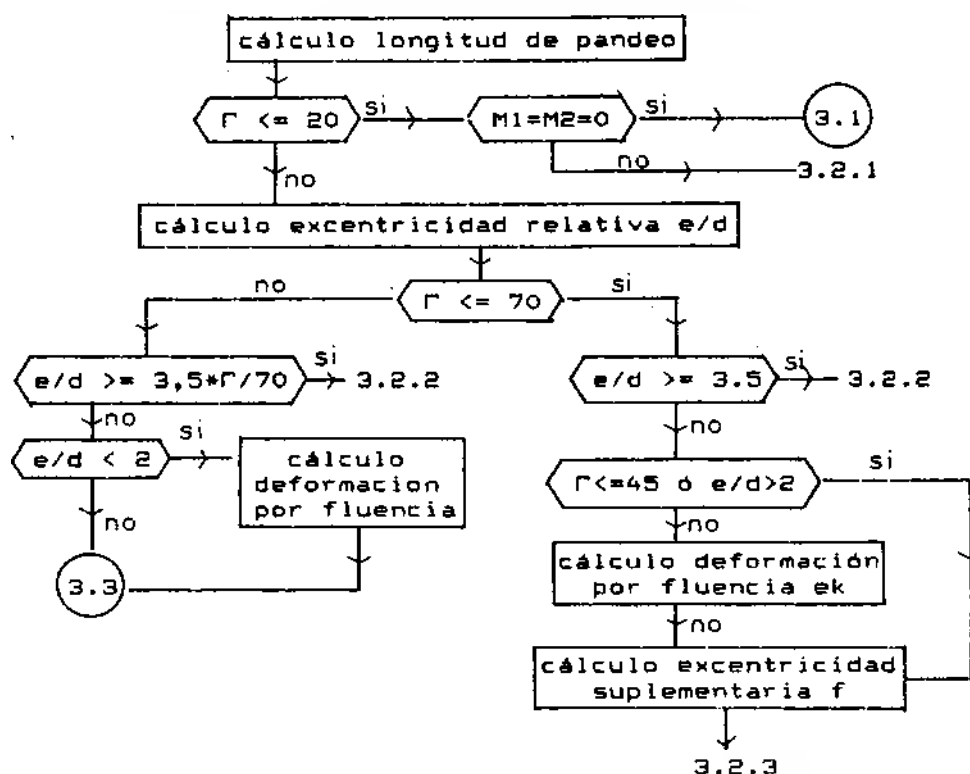 cálculo longitud de pandeo
Γ <= 20
si
M1=M2=0
si
3.1
no
no
3.2.1
cálculo excentricidad relativa e/d
no
Γ <= 70
si
e/d >= 3,5*Γ/70
si
3.2.2
e/d >= 3.5
si
3.2.2
no
si
no
e/d < 2
cálculo
deformacion
por fluencia
Γ<=45 ó e/d>2
si
no
no
3.3
cálculo deformación
por fluencia ek
no
cálculo excentricidad
suplementaria f
3.2.3